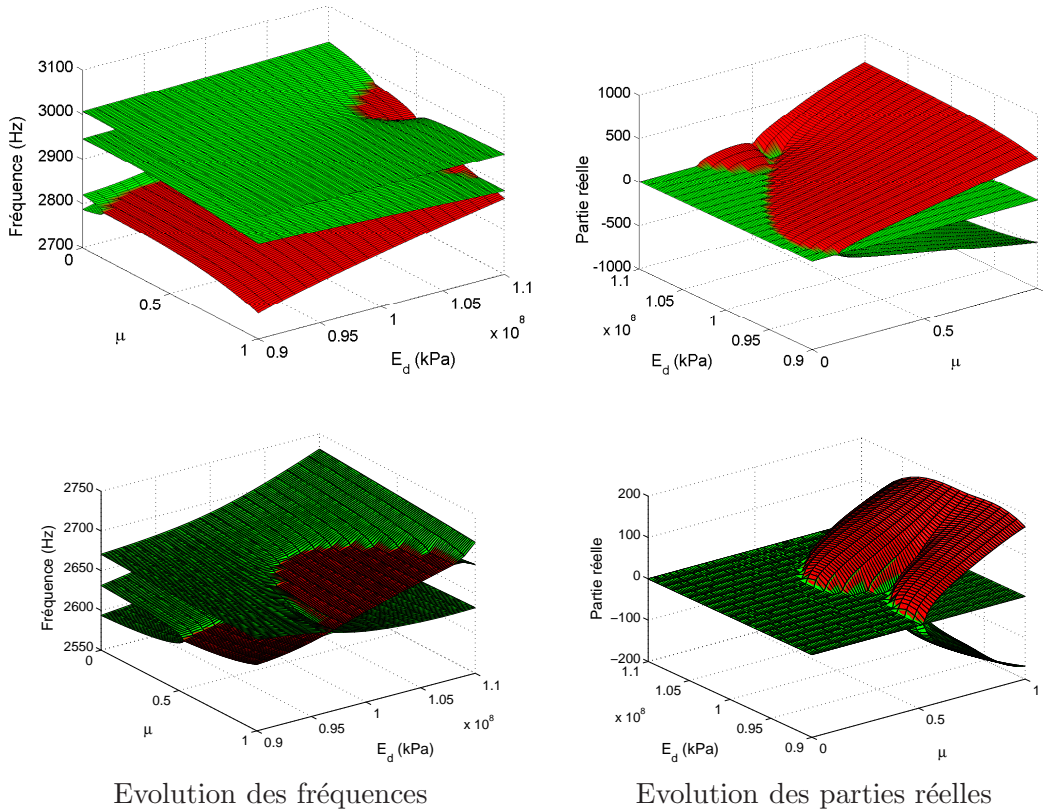 3100
3000
2900
2800
2700
Fréquence (Hz)
0
0.5
1
μ
0.9
0.95
1
1.05
1.1
x 10^8
E_d (kPa)
1000
500
0
-500
-1000
Partie réelle
1.1
1.05
1
0.95
0.9
x 10^8
E_d (kPa)
0
0.5
μ
2750
2700
2650
2600
2550
Fréquence (Hz)
0
0.5
1
μ
0.9
0.95
1
1.05
1.1
x 10^8
E_d (kPa)
200
100
0
−100
−200
Partie réelle
1.1
1.05
1
0.95
0.9
x 10^8
E_d (kPa)
0
0.5
1
μ
Evolution des fréquences
Evolution des parties réelles